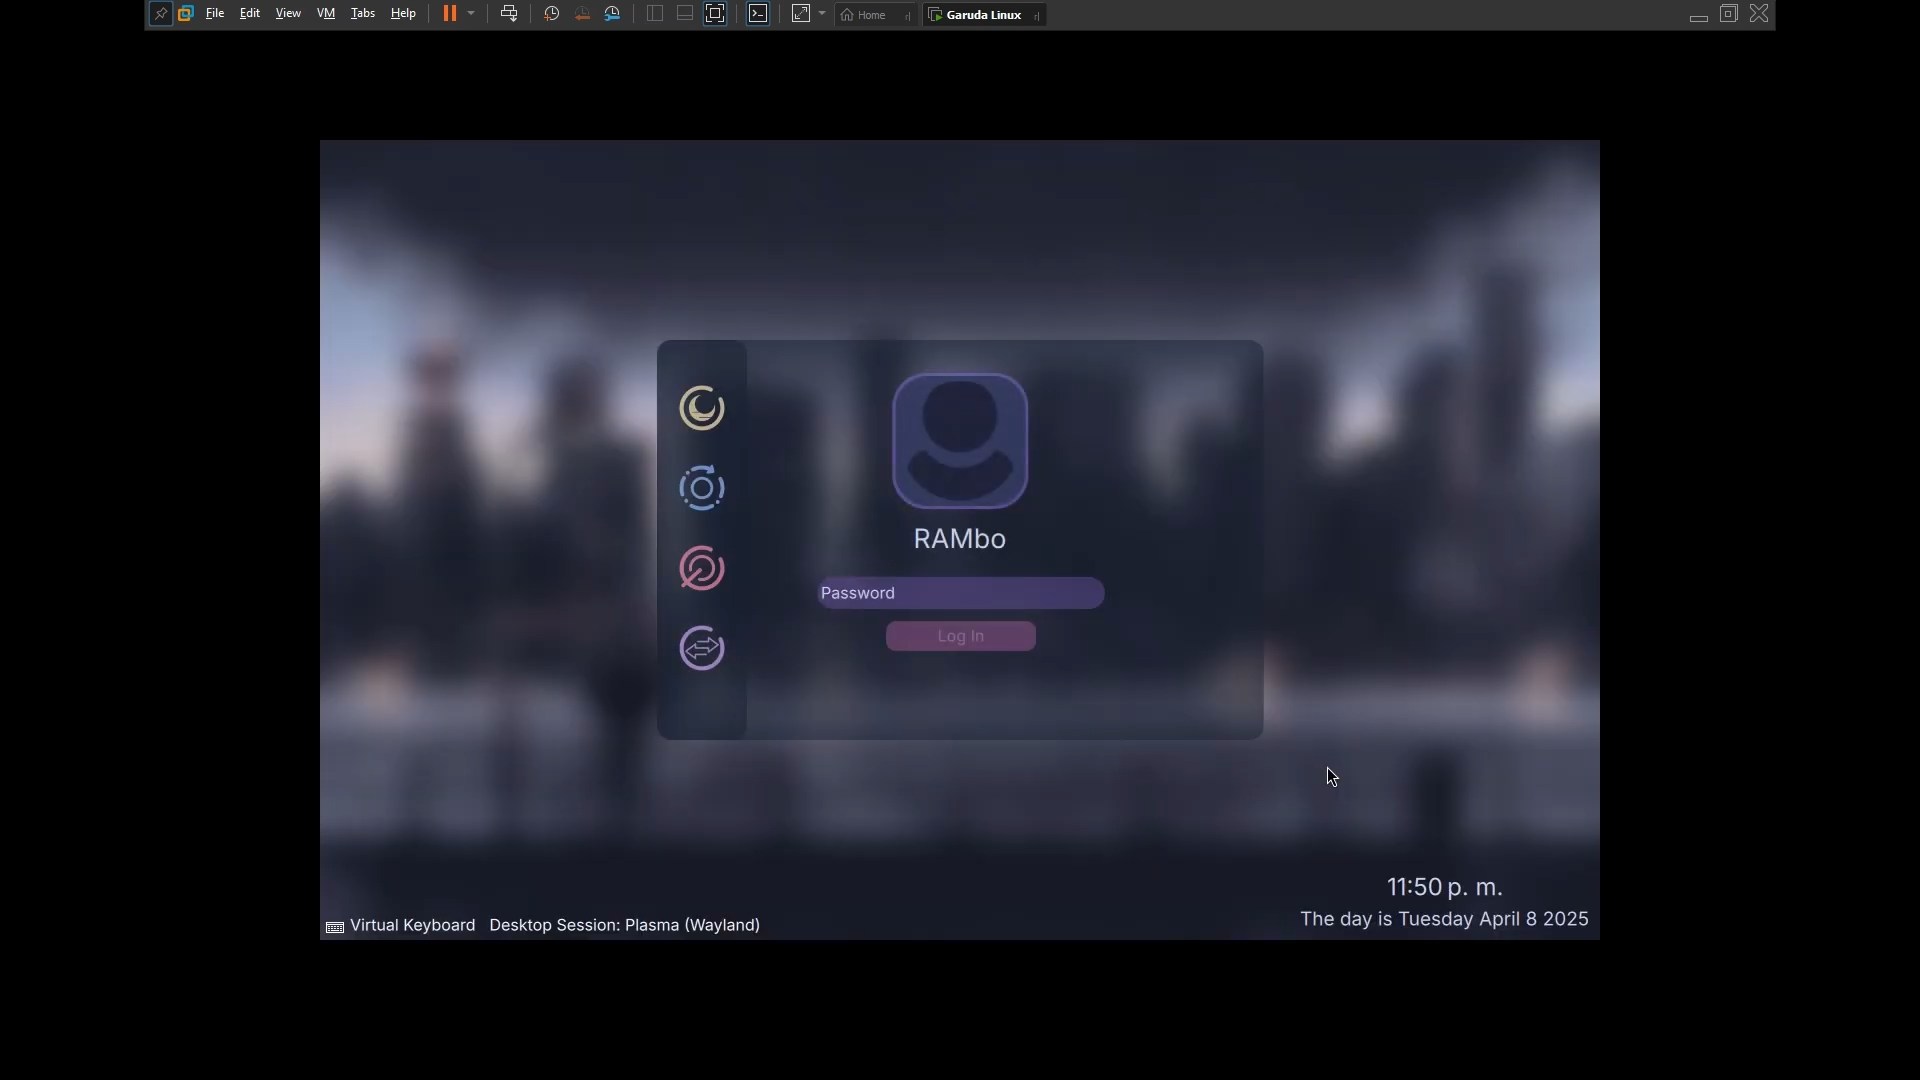 File Edit View VM Tabs Help Home Garuda Linux
RAMbo
Password
Log In
11:50 p. m.
The day is Tuesday April 8 2025
Virtual Keyboard Desktop Session: Plasma (Wayland)